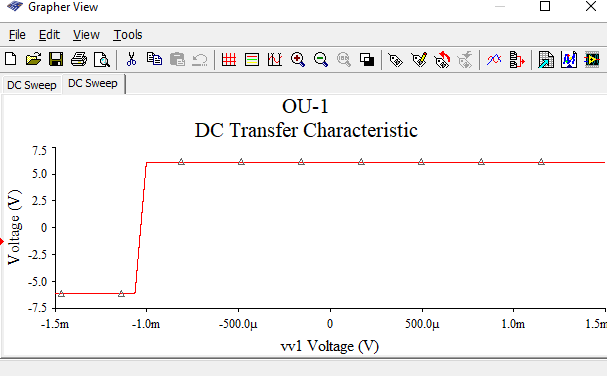 Grapher View
File Edit View Tools
DC Sweep DC Sweep
OU-1
DC Transfer Characteristic
Voltage (V)
7.5
5.0
2.5
0
-2.5
-5.0
-7.5
-1.5m -1.0m -500.0µ 0 500.0µ 1.0m 1.5m
vv1 Voltage (V)